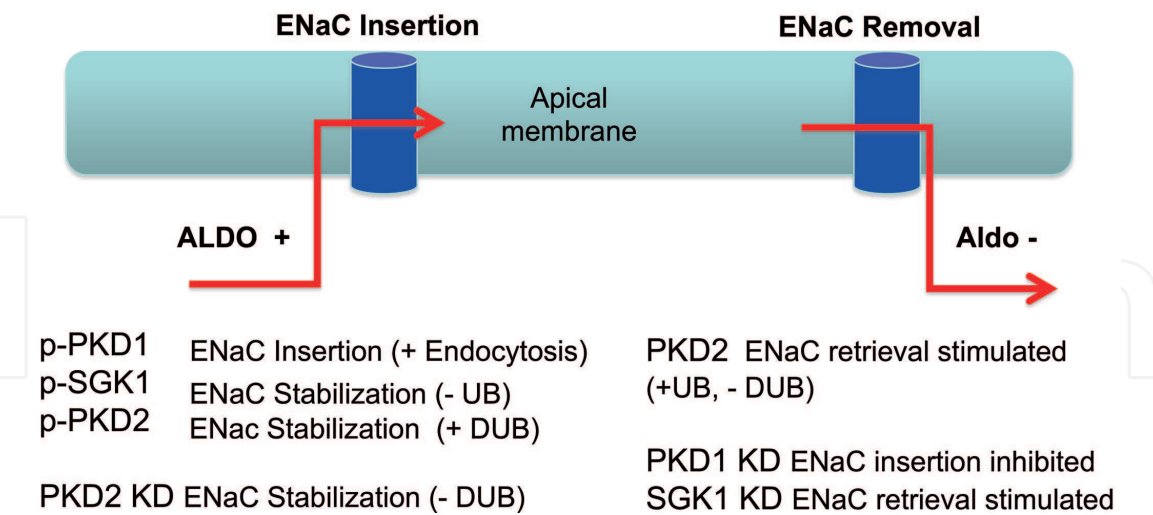 ENaC Insertion
ENaC Removal
Apical
membrane
ALDO +
Aldo -
p-PKD1 ENaC Insertion (+ Endocytosis)
p-SGK1 ENaC Stabilization (- UB)
p-PKD2 ENac Stabilization (+ DUB)
PKD2 KD ENaC Stabilization (- DUB)
PKD2 ENaC retrieval stimulated
(+UB, - DUB)
PKD1 KD ENaC insertion inhibited
SGK1 KD ENaC retrieval stimulated